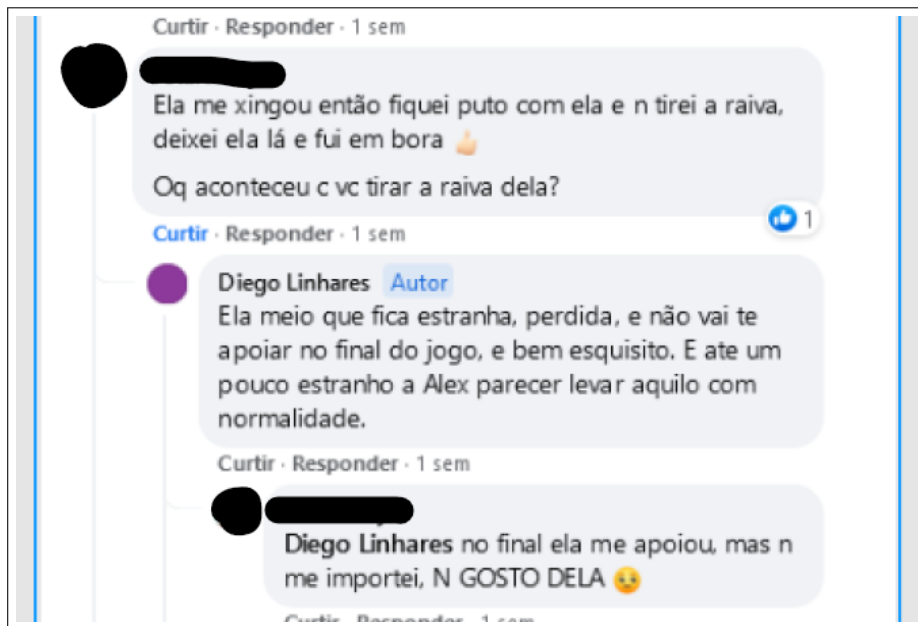 Curtir · Responder · 1 sem
Ela me xingou então fiquei puto com ela e n tirei a raiva,
deixei ela lá e fui em bora 👍🏻
Oq aconteceu c vc tirar a raiva dela?
1
Curtir · Responder · 1 sem
Diego Linhares Autor
Ela meio que fica estranha, perdida, e não vai te
apoiar no final do jogo, e bem esquisito. E ate um
pouco estranho a Alex parecer levar aquilo com
normalidade.
Curtir · Responder · 1 sem
Diego Linhares no final ela me apoiou, mas n
me importei, N GOSTO DELA 🥺
Curtir · Responder · 1 sem